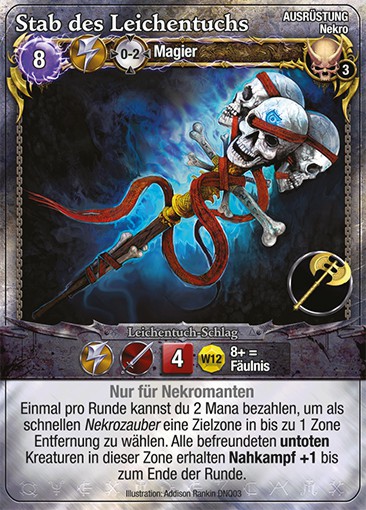 Stab des Leichentuchs
AUSRÜSTUNG
Nekro
8
0-2
Magier
3
Leichentuch-Schlag
4
W12
8+ =
Fäulnis
Nur für Nekromanten
Einmal pro Runde kannst du 2 Mana bezahlen, um als
schnellen Nekrozauber eine Zielzone in bis zu 1 Zone
Entfernung zu wählen. Alle befreundeten untoten
Kreaturen in dieser Zone erhalten Nahkampf +1 bis
zum Ende der Runde.
Illustration: Addison Rankin DNQ03